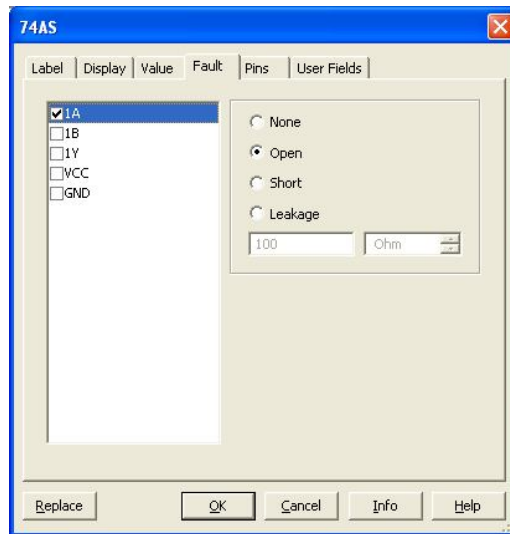 74AS
Label Display Value Fault Pins User Fields
1A
1B
1Y
VCC
GND
None
Open
Short
Leakage
100 Ohm
Replace OK Cancel Info Help